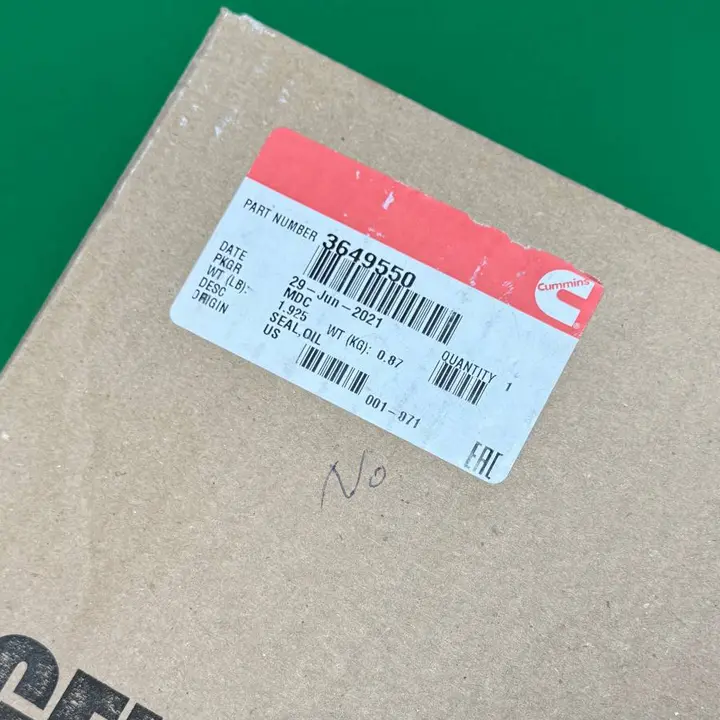 Cummins
®
PART NUMBER 3649550
DATE 29-Jun-2021
PKGR MDC
WT (LB): 1.925 WT (KG): 0.87
DESC SEAL,OIL
ORIGIN US
QUANTITY 1
001-971
EAC
No